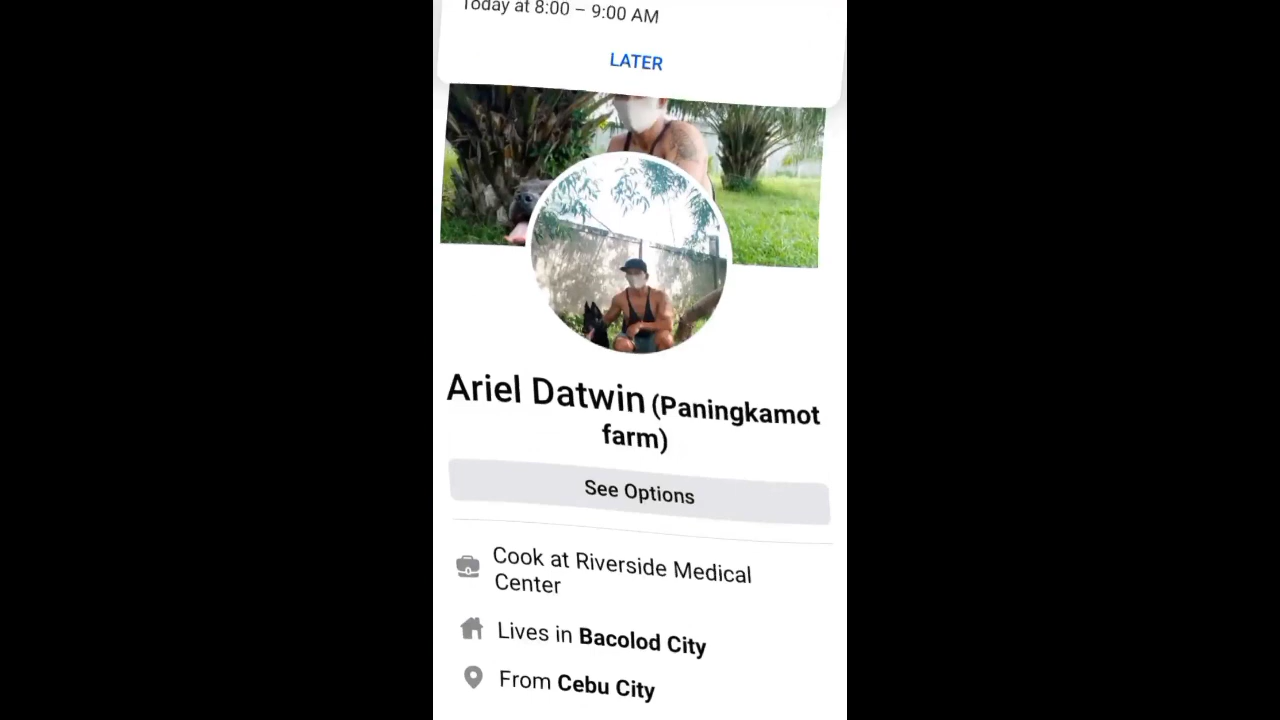 Today at 8:00 – 9:00 AM
LATER
Ariel Datwin (Paningkamot
farm)
See Options
Cook at Riverside Medical
Center
Lives in Bacolod City
From Cebu City